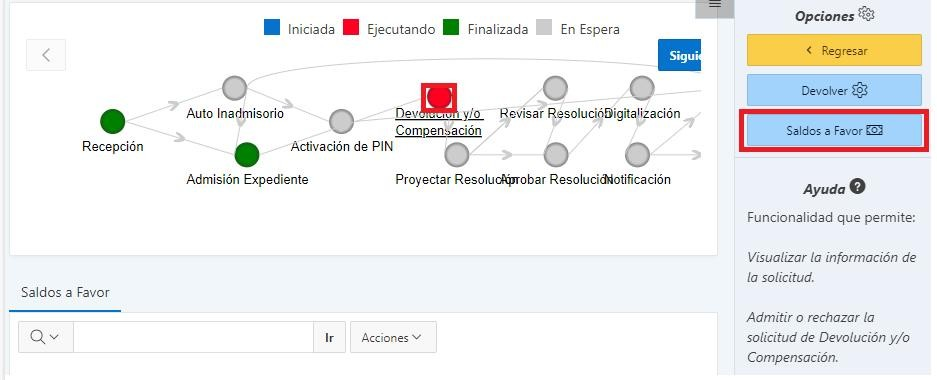 Iniciada
Ejecutando
Finalizada
En Espera
Siguie
Recepción
Auto Inadmisorio
Admisión Expediente
Activación de PIN
Devolución y/o
Compensación
Proyectar Resolución
Revisar Resolución
Aprobar Resolución
Digitalización
Notificación
Saldos a Favor
Ir
Acciones
Opciones
Regresar
Devolver
Saldos a Favor
Ayuda
Funcionalidad que permite:
Visualizar la información de
la solicitud.
Admitir o rechazar la
solicitud de Devolución y/o
Compensación.